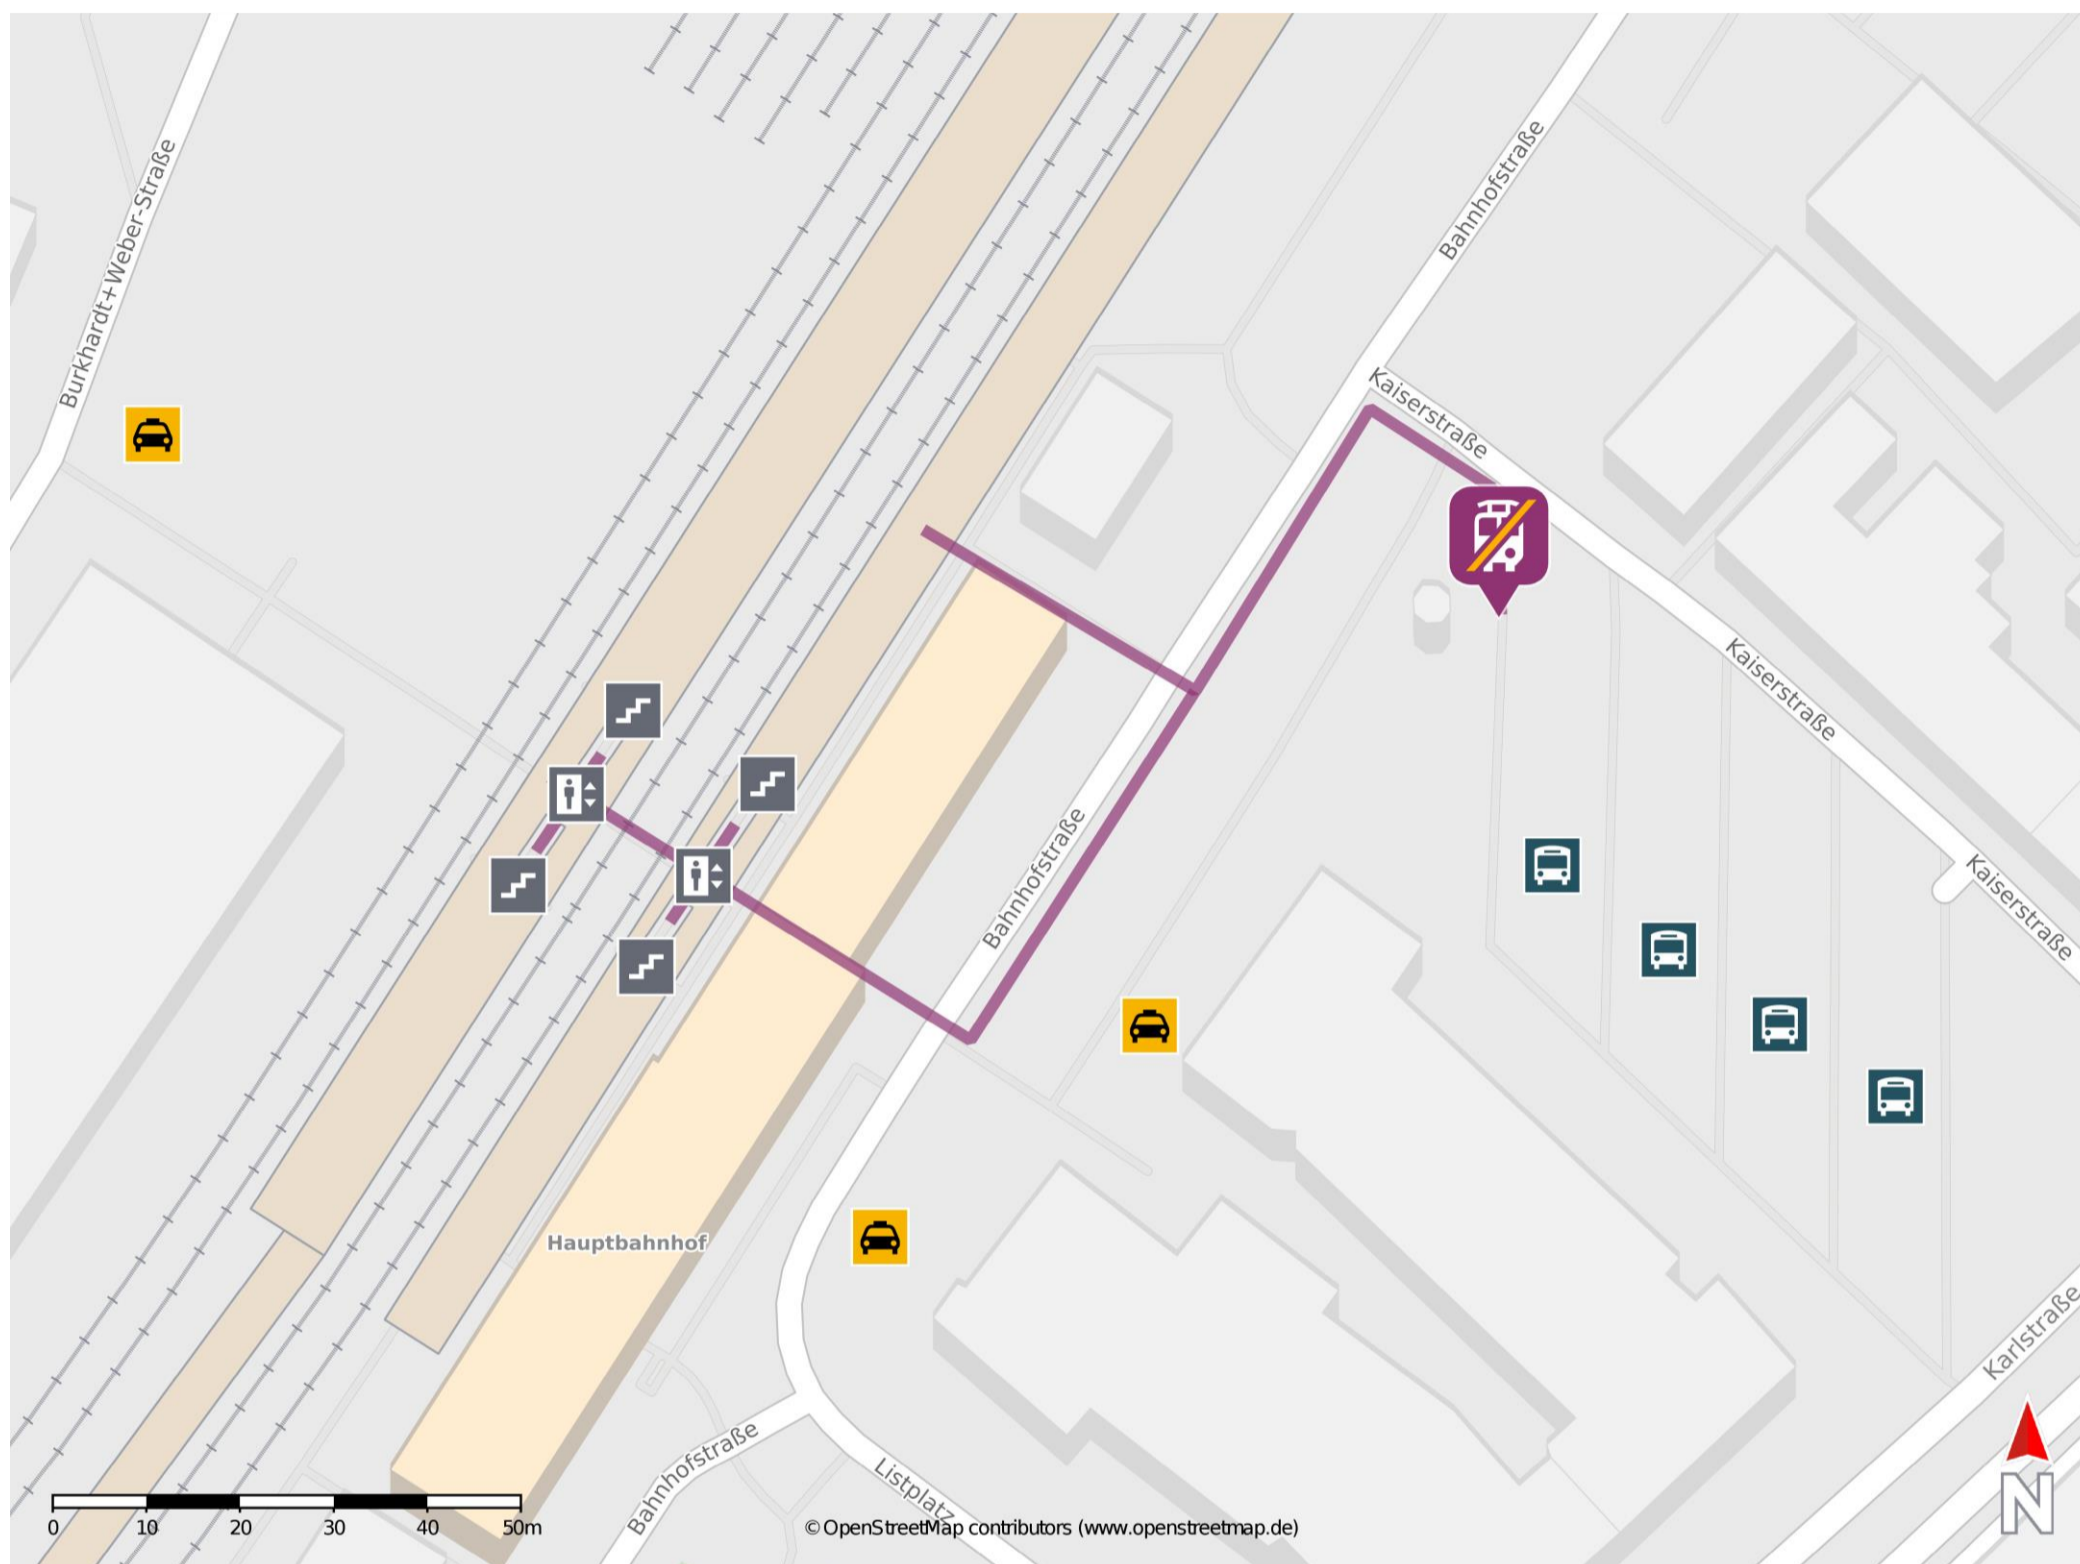 Burkhardt+Weber-Straße
Bahnhofstraße
Kaiserstraße
Kaiserstraße
Bahnhofstraße
Kaiserstraße
Hauptbahnhof
Karlstraße
Bahnhofstraße
Listplatz
N
0 10 20 30 40 50m
© OpenStreetMap contributors (www.openstreetmap.de)